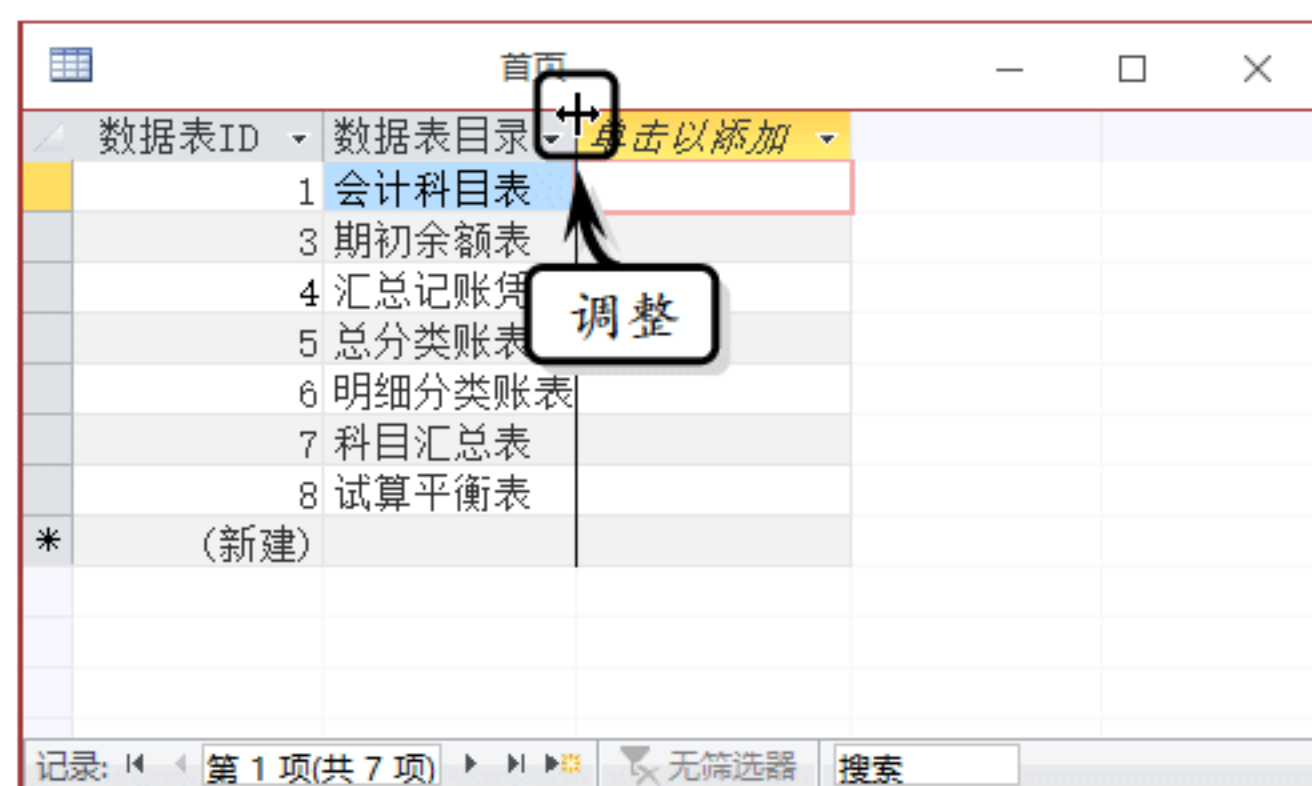 首页
数据表ID 数据表目录 单击以添加
1 会计科目表
3 期初余额表
4 汇总记账凭
调整
5 总分类账表
6 明细分类账表
7 科目汇总表
8 试算平衡表
* (新建)
记录: 第 1 项(共 7 项) 无筛选器 搜索